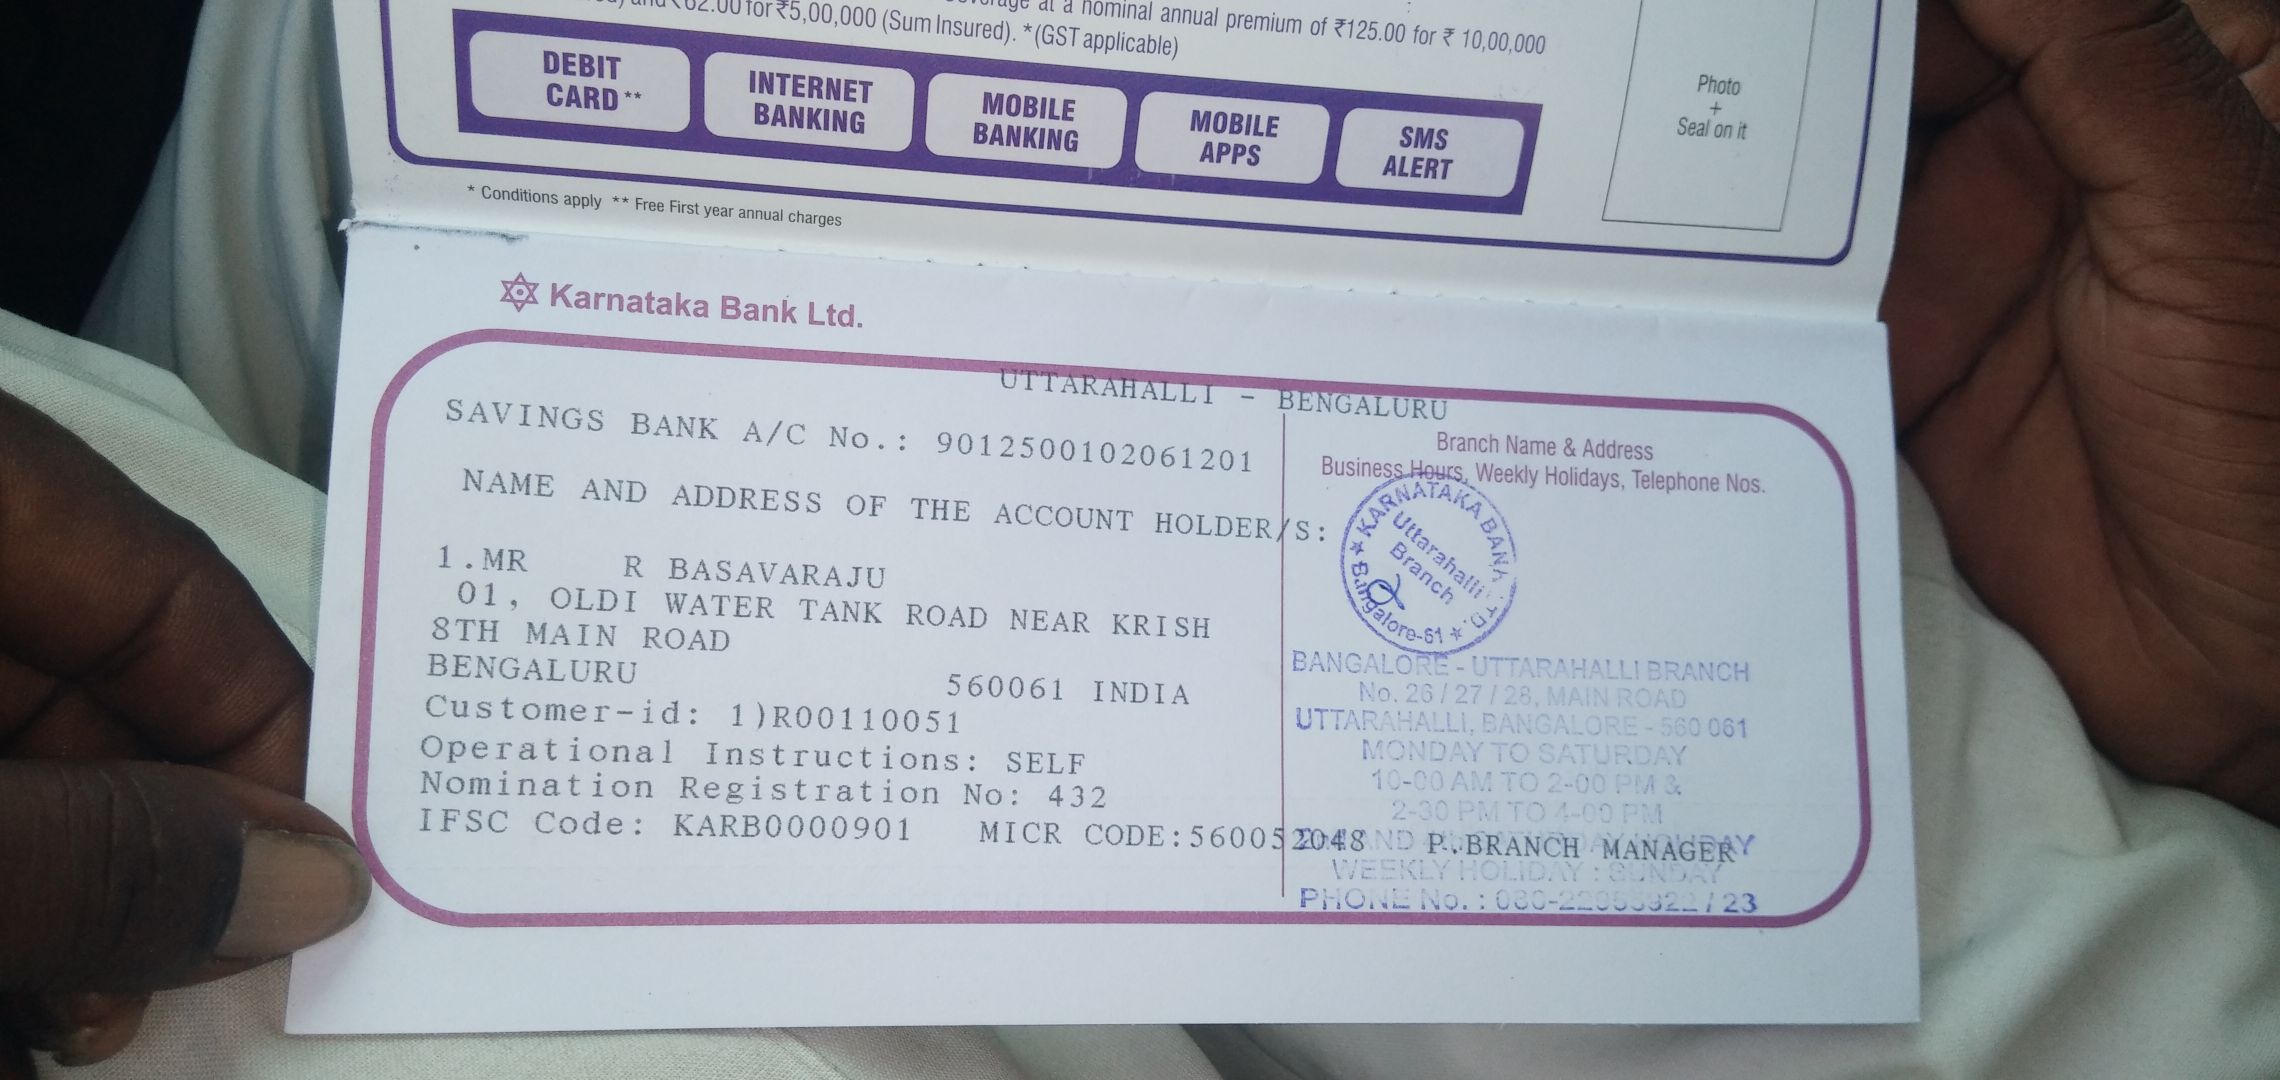 overage at a nominal annual premium of ₹125.00 for ₹ 10,00,000
and ₹62.00 for ₹5,00,000 (Sum Insured). *(GST applicable)
DEBIT CARD**
INTERNET BANKING
MOBILE BANKING
MOBILE APPS
SMS ALERT
Photo
+
Seal on it
* Conditions apply ** Free First year annual charges
Karnataka Bank Ltd.
UTTARAHALLI - BENGALURU
SAVINGS BANK A/C No.: 9012500102061201
NAME AND ADDRESS OF THE ACCOUNT HOLDER/S:
1.MR R BASAVARAJU
01, OLDI WATER TANK ROAD NEAR KRISH
8TH MAIN ROAD
BENGALURU 560061 INDIA
Customer-id: 1)R00110051
Operational Instructions: SELF
Nomination Registration No: 432
IFSC Code: KARB0000901 MICR CODE:560052048 P.BRANCH MANAGER
Branch Name & Address
Business Hours, Weekly Holidays, Telephone Nos.
★ KARNATAKA BANK LTD. ★ Bangalore-61
Uttarahalli
Branch
BANGALORE - UTTARAHALLI BRANCH
No. 26 / 27 / 28, MAIN ROAD
UTTARAHALLI, BANGALORE - 560 061
MONDAY TO SATURDAY
10-00 AM TO 2-00 PM &
2-30 PM TO 4-00 PM
WEEKLY HOLIDAY : SUNDAY
PHONE No. : / 23